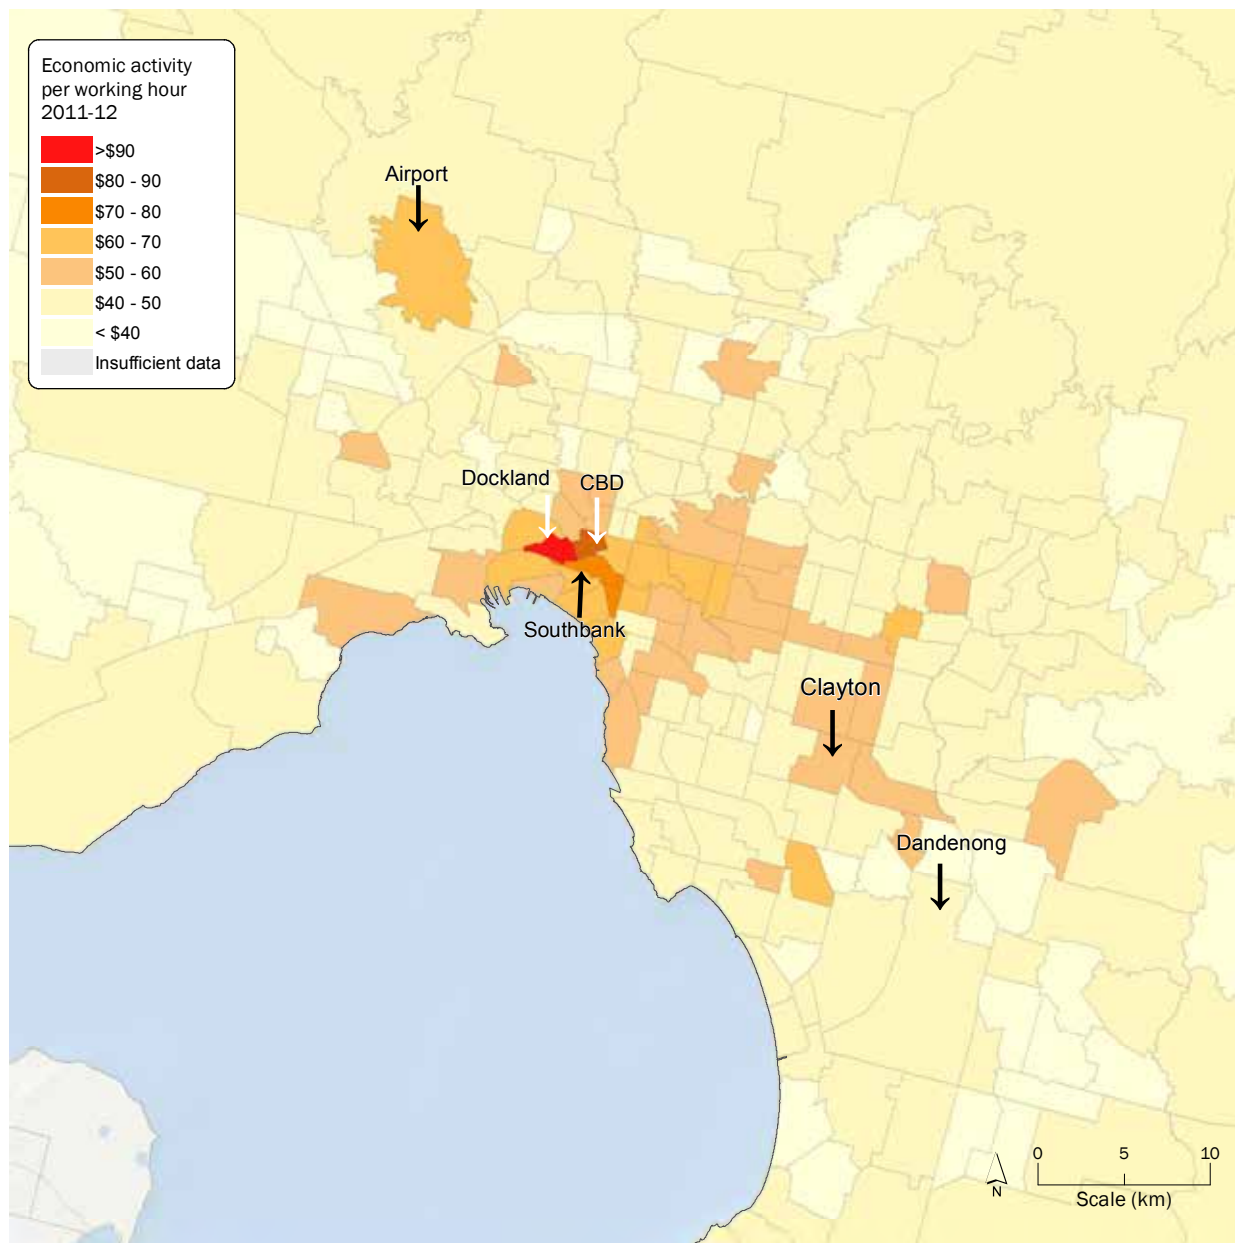 Economic activity
per working hour
2011-12
>$90
$80 - 90
$70 - 80
$60 - 70
$50 - 60
$40 - 50
< $40
Insufficient data
Airport
Dockland
CBD
Southbank
Clayton
Dandenong
0 5 10
N
Scale (km)